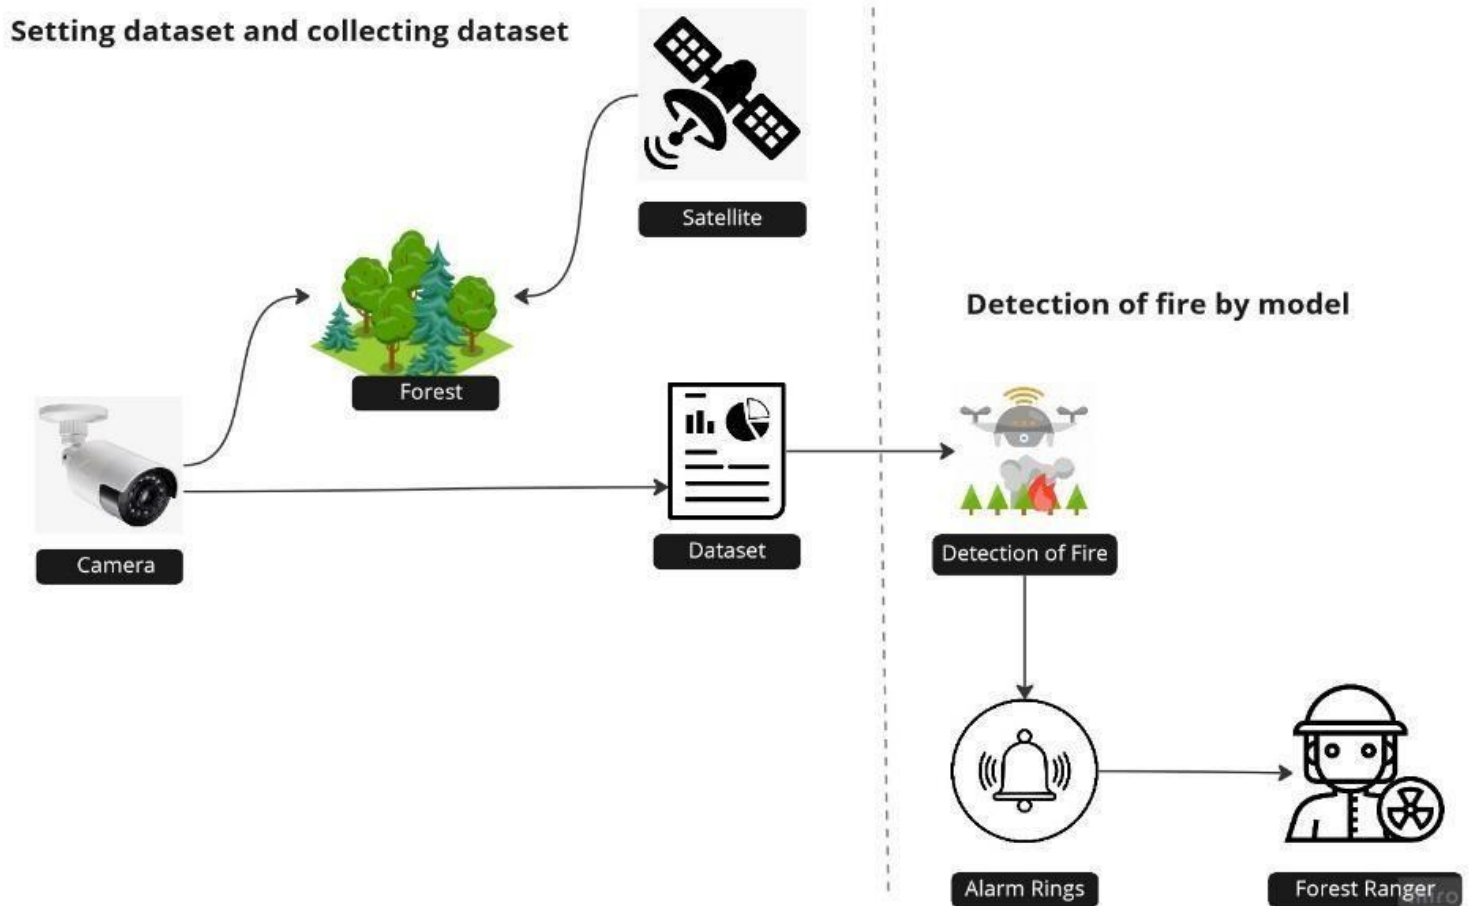 Setting dataset and collecting dataset
Satellite
Detection of fire by model
Forest
Camera
Dataset
Detection of Fire
Alarm Rings
Forest Ranger
miro